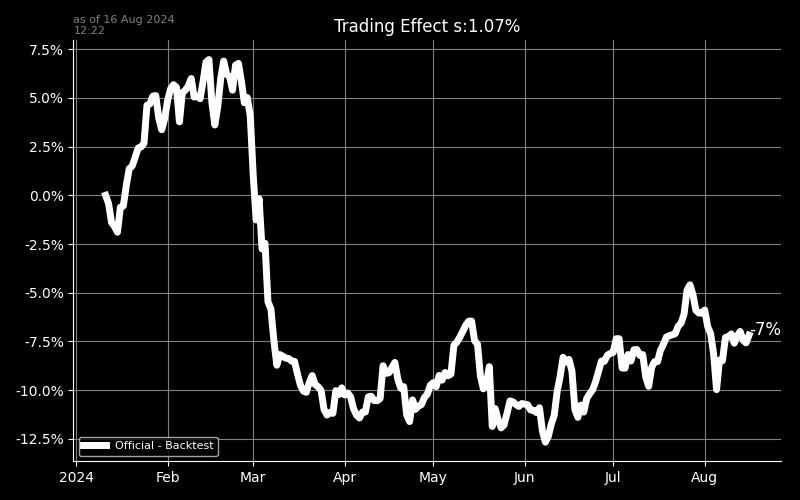 as of 16 Aug 2024
12:22
Trading Effect s:1.07%
7.5%
5.0%
2.5%
0.0%
-2.5%
-5.0%
-7.5%
-10.0%
-12.5%
-7%
Official - Backtest
2024 Feb Mar Apr May Jun Jul Aug